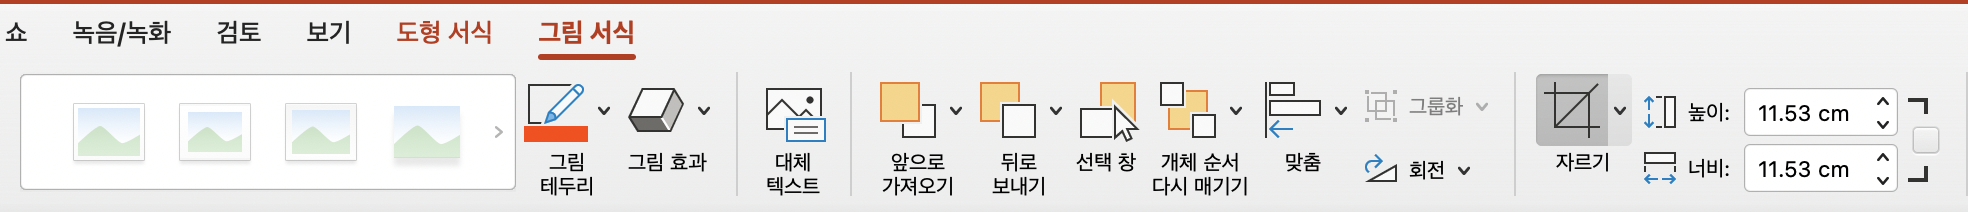 쇼 녹음/녹화 검토 보기 도형 서식 그림 서식
그림
테두리
그림 효과
대체
텍스트
앞으로
가져오기
뒤로
보내기
선택 창
개체 순서
다시 매기기
맞춤
그룹화
회전
자르기
높이: 11.53 cm
너비: 11.53 cm